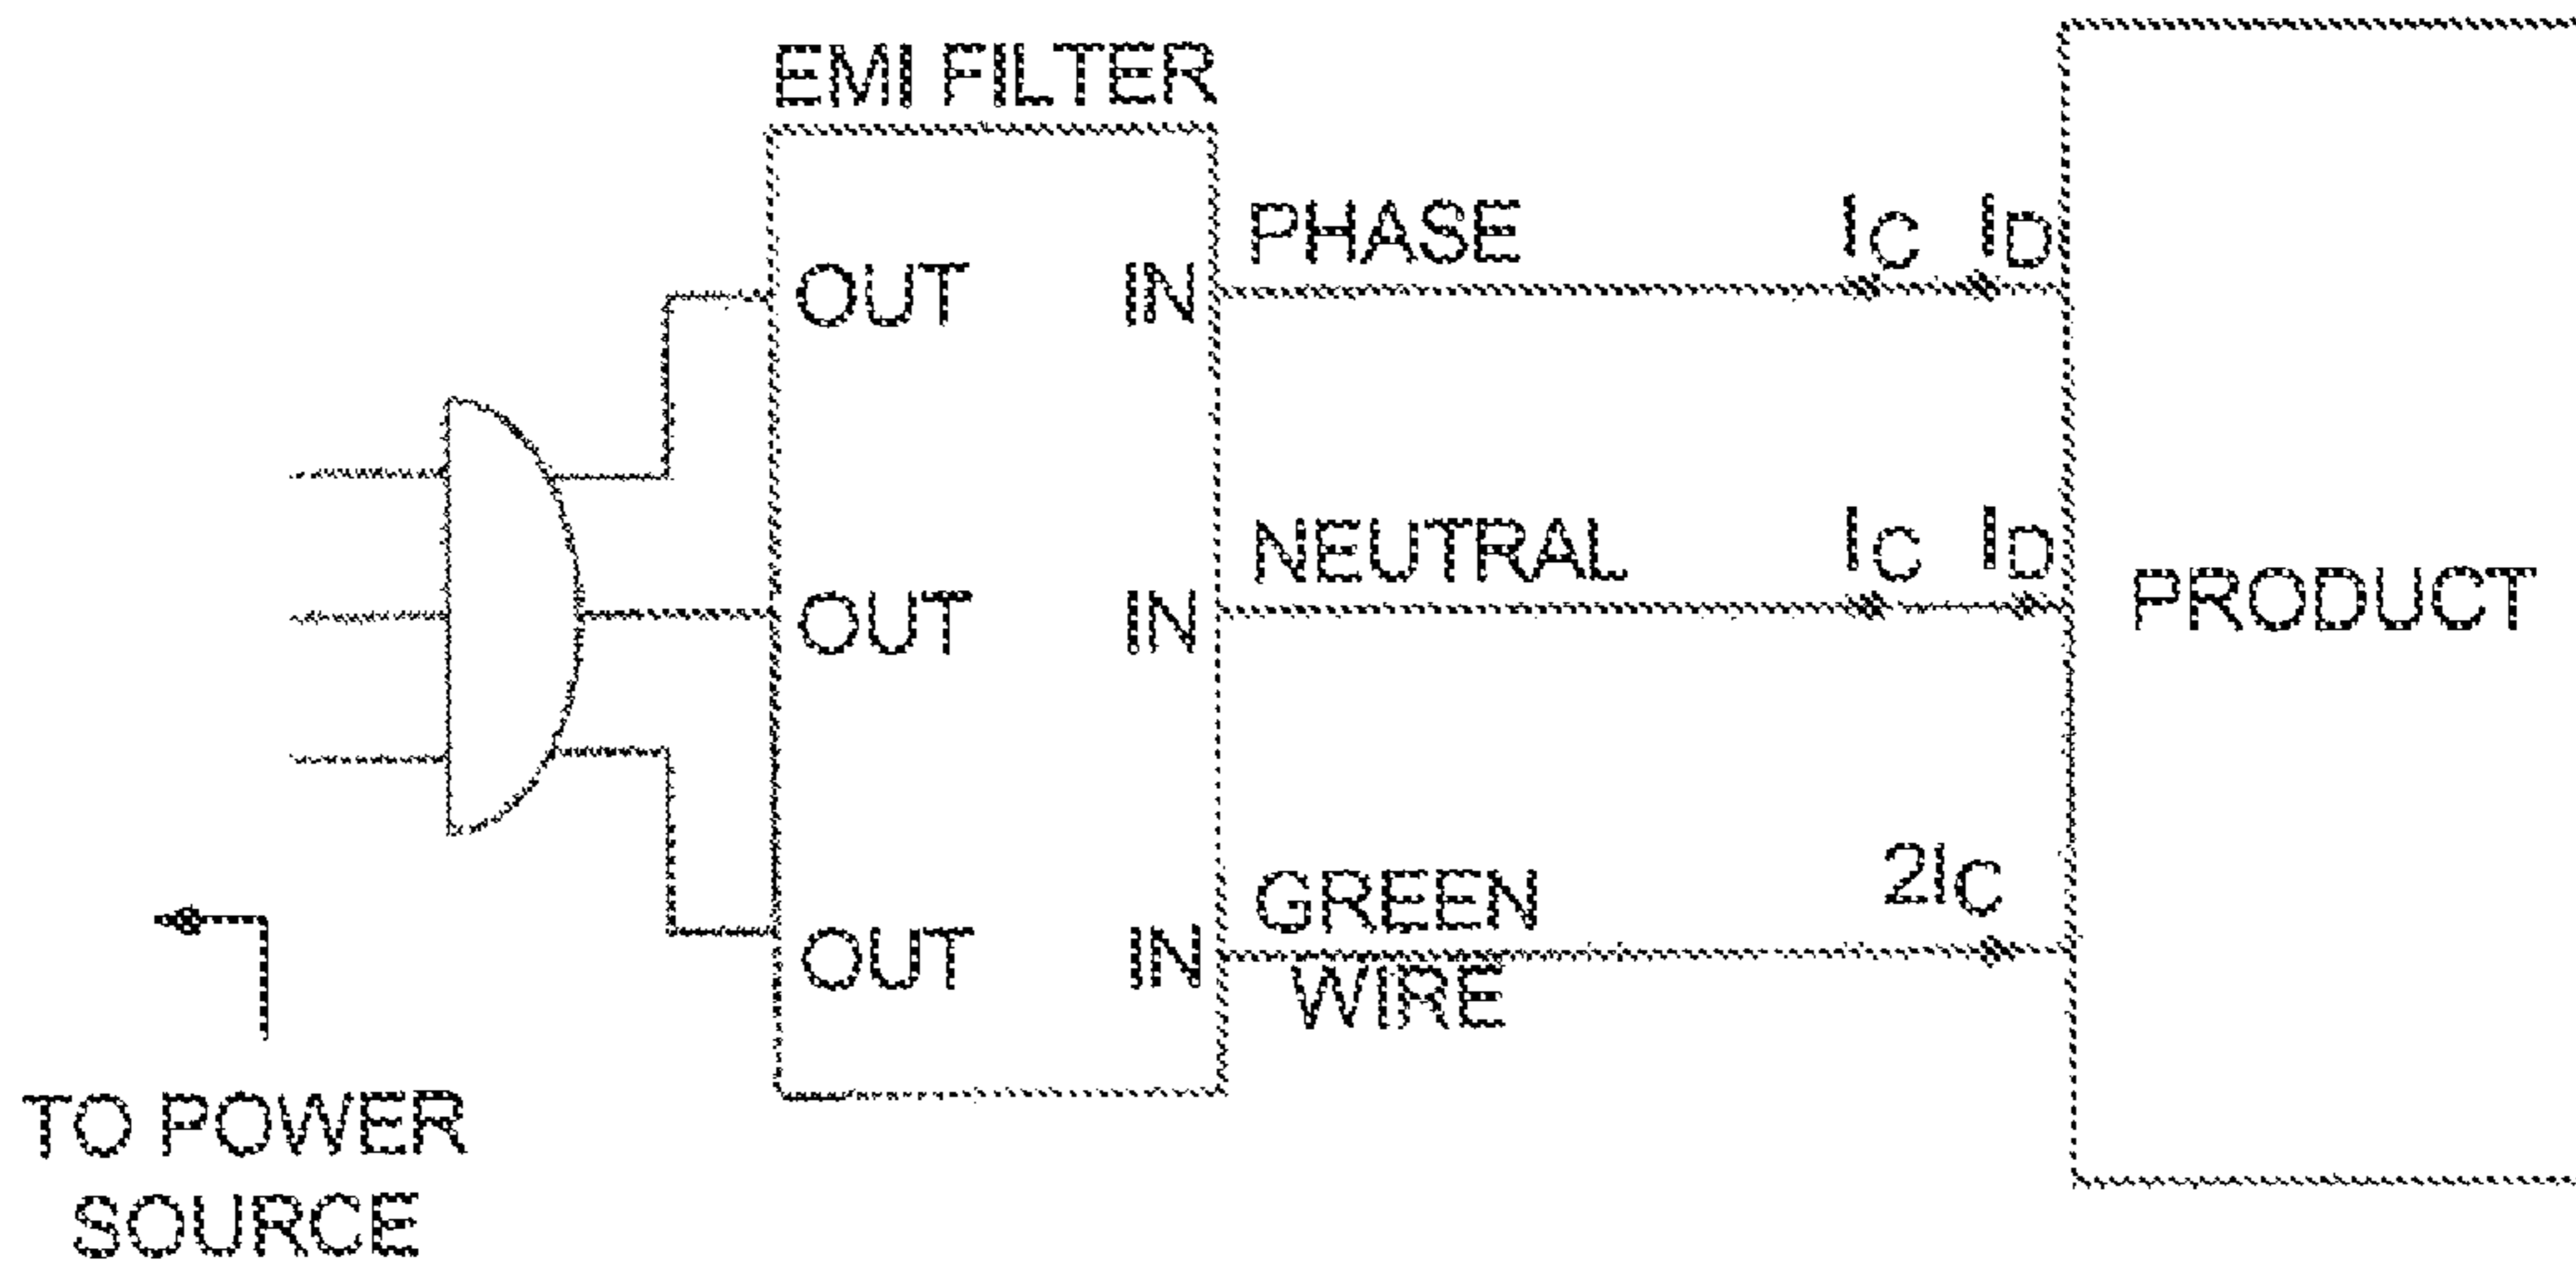 EMI FILTER
PHASE IC ID
OUT IN
NEUTRAL IC ID
PRODUCT
OUT IN
2IC
GREEN
OUT IN
WIRE
TO POWER
SOURCE